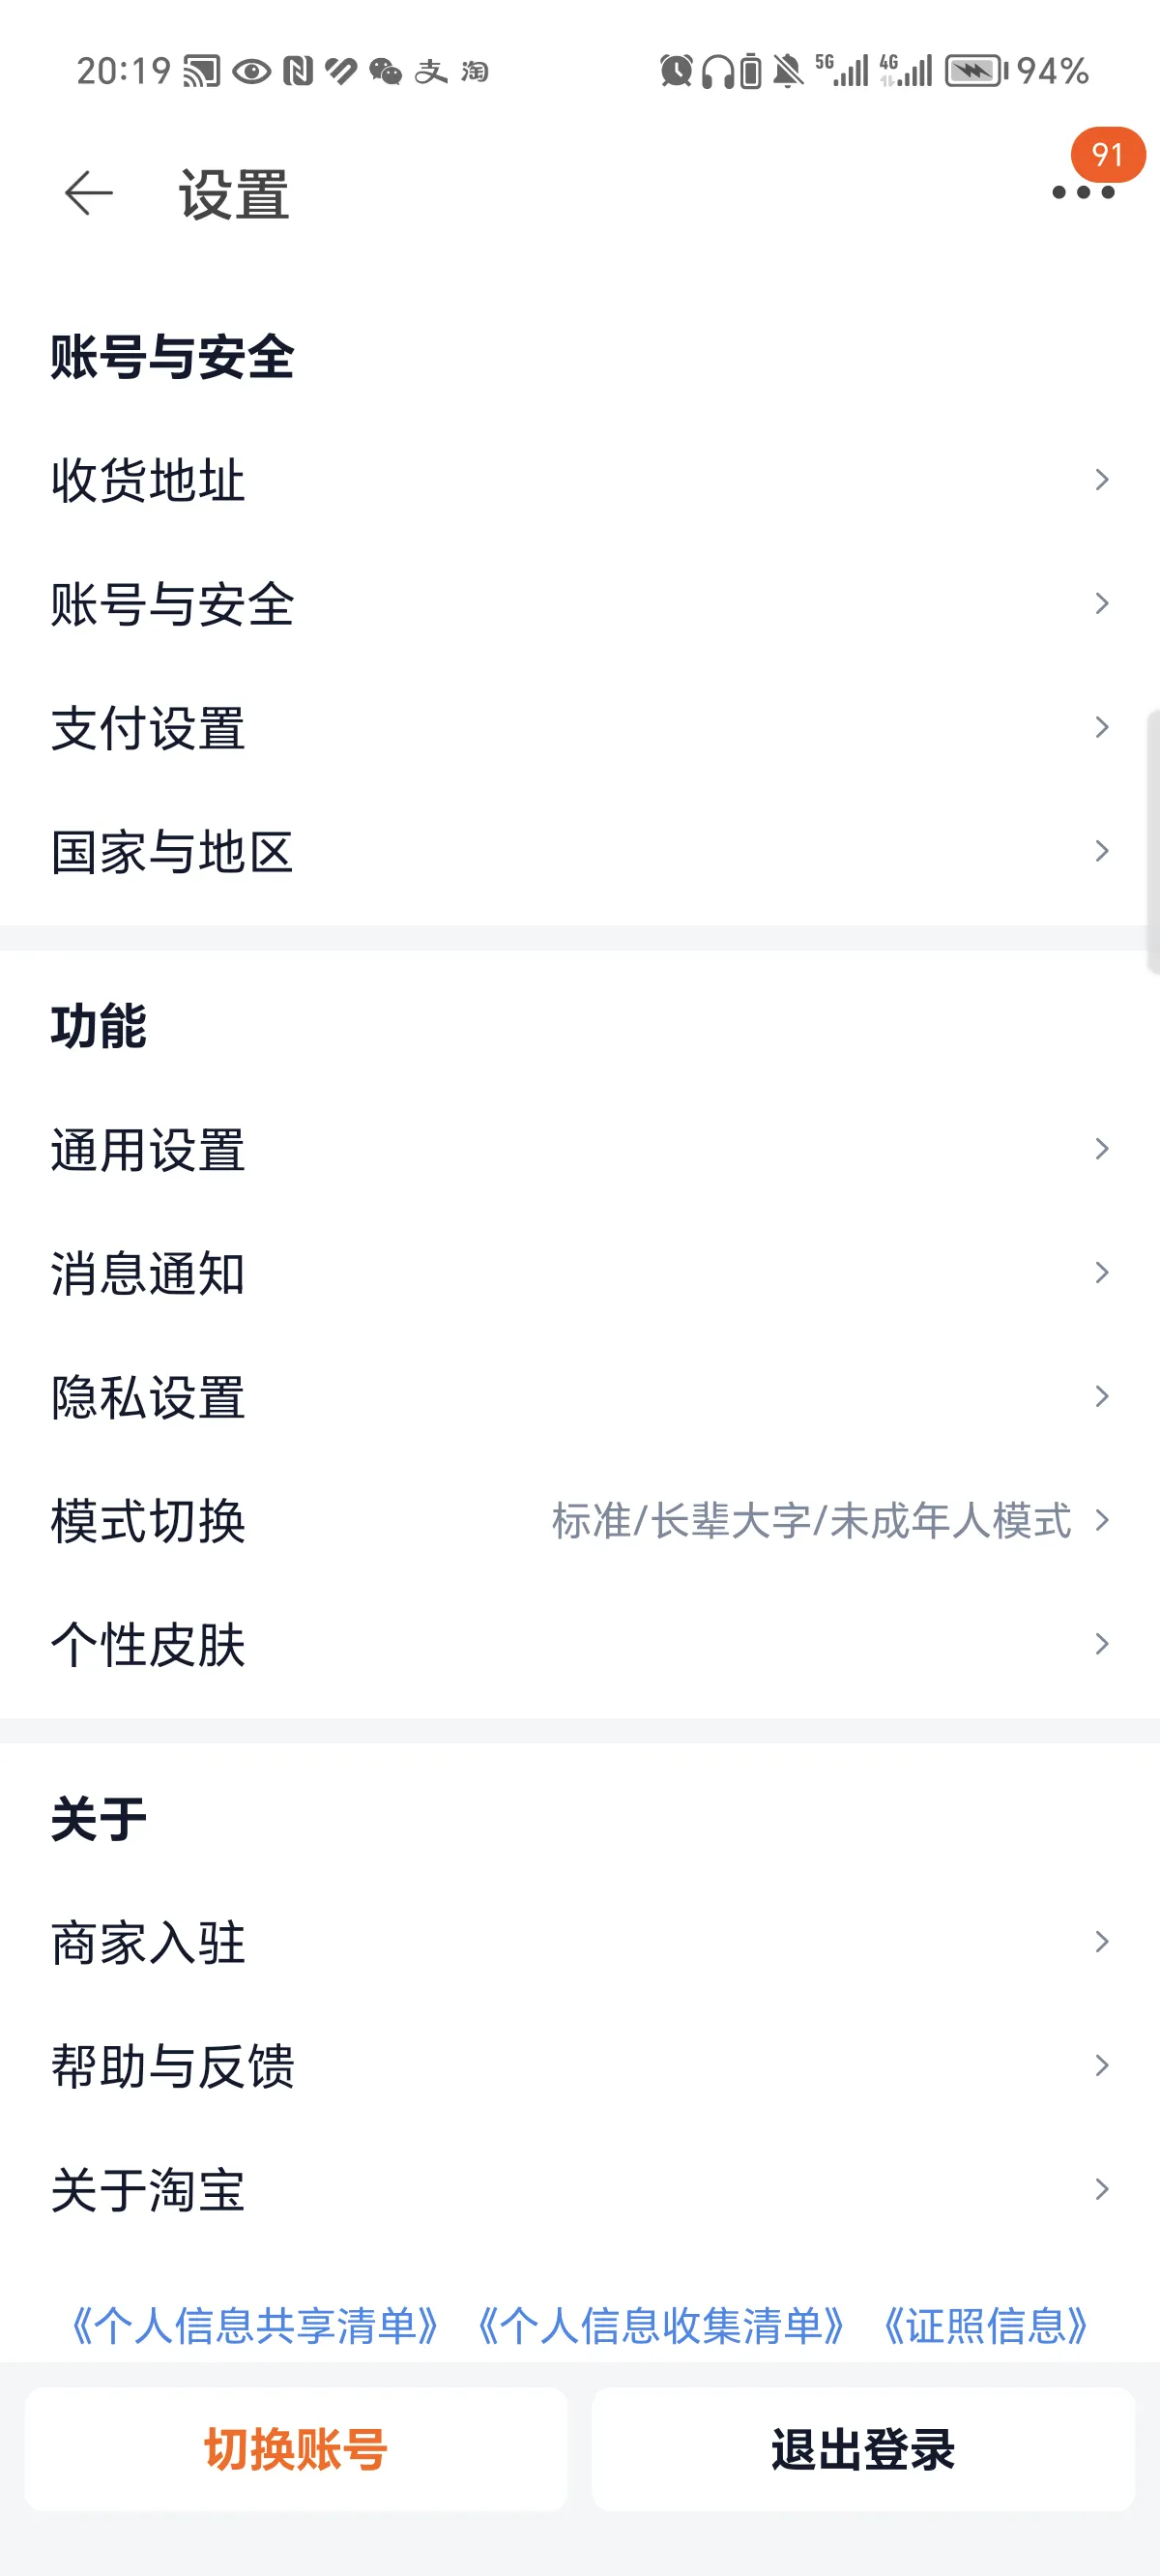 20:19 支 淘 5G 4G 94%
91
设置
账号与安全
收货地址
账号与安全
支付设置
国家与地区
功能
通用设置
消息通知
隐私设置
模式切换 标准/长辈大字/未成年人模式
个性皮肤
关于
商家入驻
帮助与反馈
关于淘宝
《个人信息共享清单》 《个人信息收集清单》 《证照信息》
切换账号 退出登录